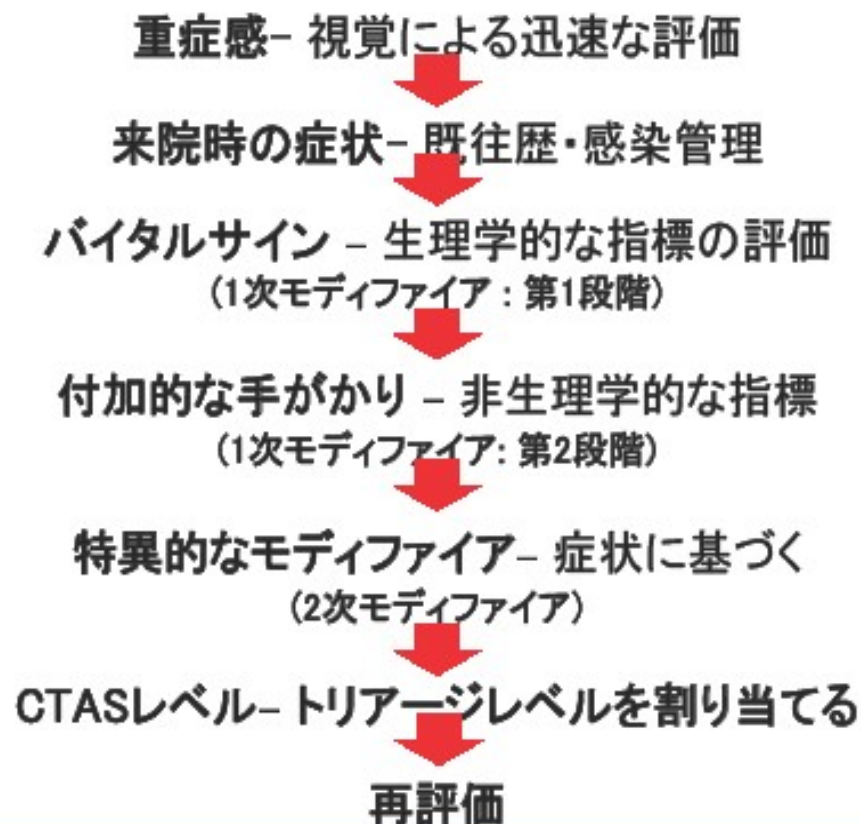 重症感– 視覚による迅速な評価
来院時の症状– 既往歴・感染管理
バイタルサイン – 生理学的な指標の評価
(1次モディファイア : 第1段階)
付加的な手がかり – 非生理学的な指標
(1次モディファイア: 第2段階)
特異的なモディファイア– 症状に基づく
(2次モディファイア)
CTASレベル– トリアージレベルを割り当てる
再評価